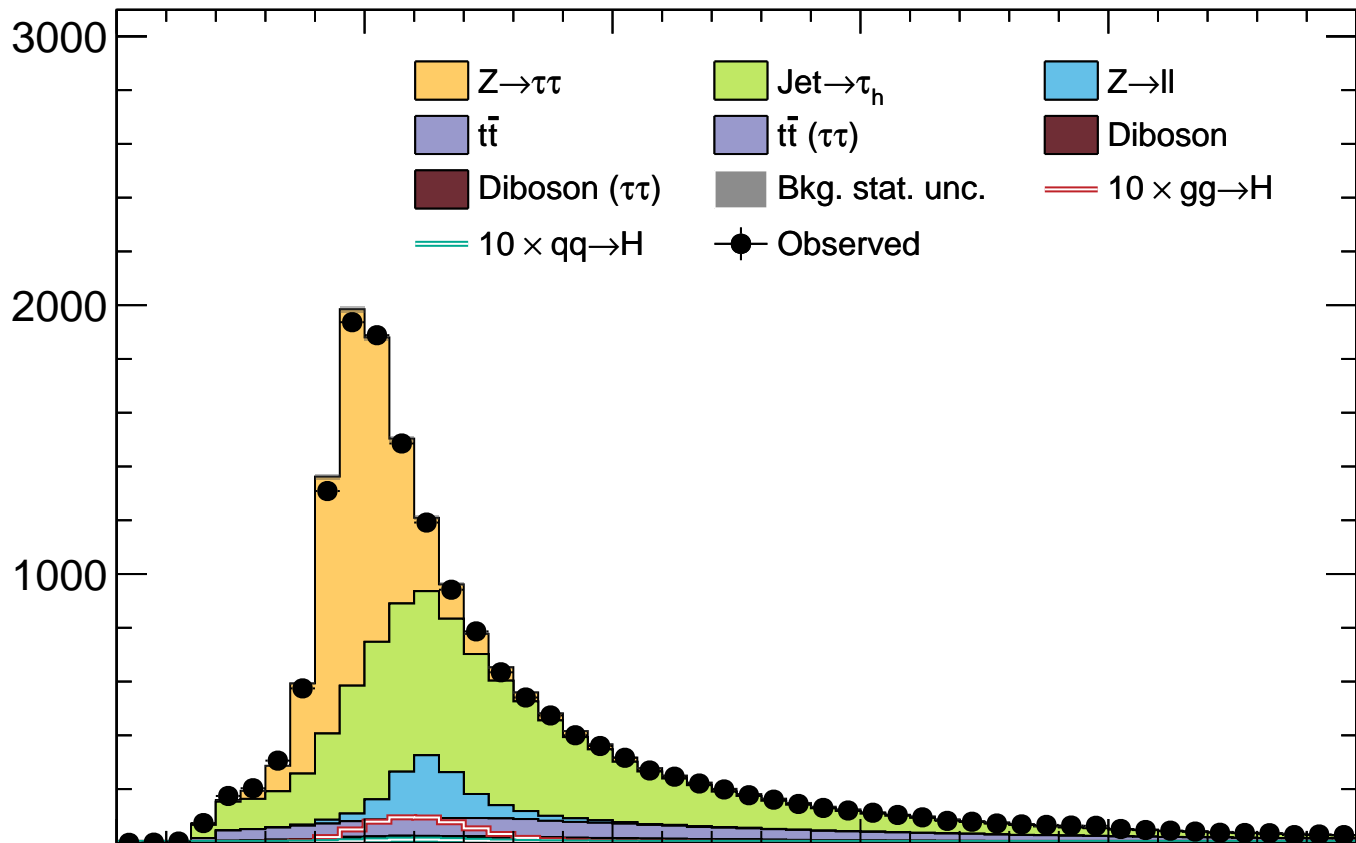 3000
Z→ττ Jet→τh Z→ll
tt̄ tt̄ (ττ) Diboson
Diboson (ττ) Bkg. stat. unc. 10 × gg→H
10 × qq→H Observed
2000
1000